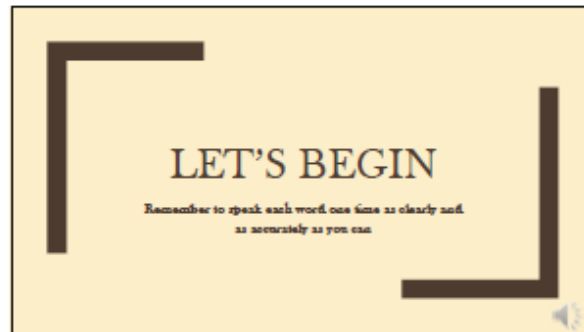 LET'S BEGIN
Remember to speak each word one time as clearly and
as accurately as you can